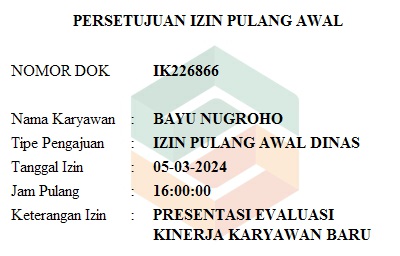 PERSETUJUAN IZIN PULANG AWAL
NOMOR DOK IK226866
Nama Karyawan : BAYU NUGROHO
Tipe Pengajuan : IZIN PULANG AWAL DINAS
Tanggal Izin : 05-03-2024
Jam Pulang : 16:00:00
Keterangan Izin : PRESENTASI EVALUASI
KINERJA KARYAWAN BARU